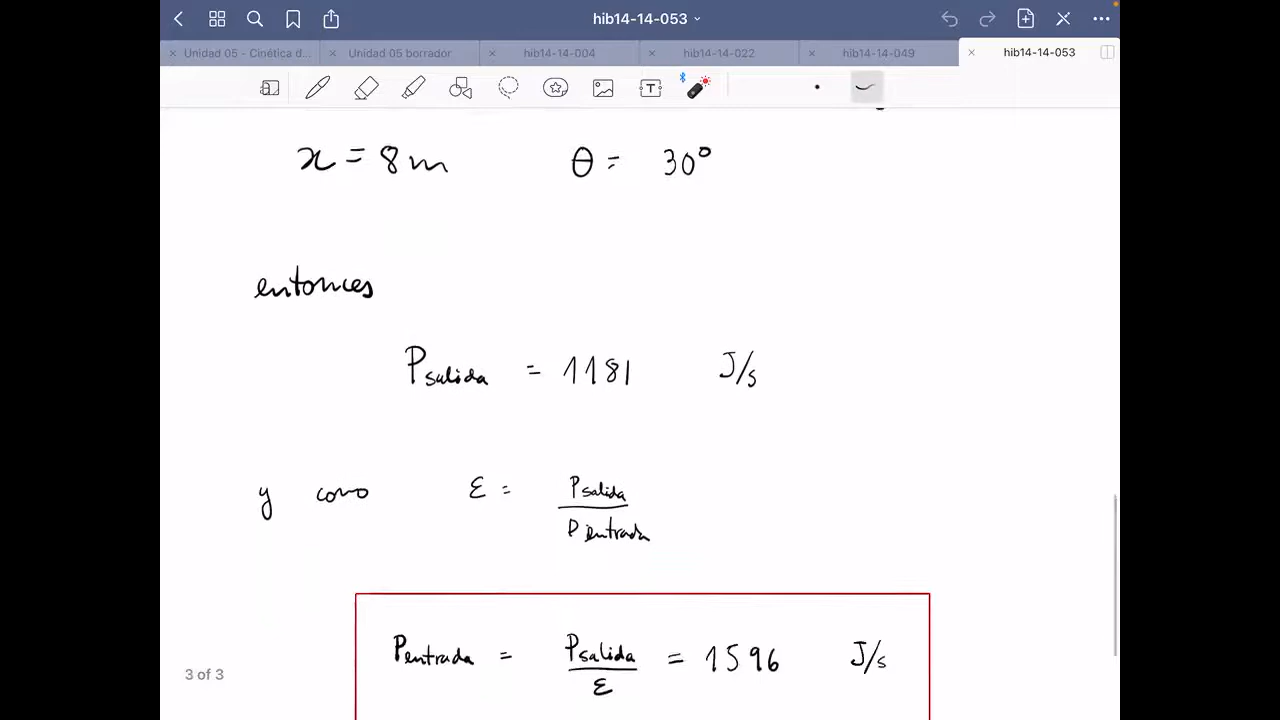 hib14-14-053
Unidad 05 - Cinética d...
Unidad 05 borrador
hib14-14-004
hib14-14-022
hib14-14-049
hib14-14-053
x = 8 m θ = 30°
entonces
Psalida = 1181 J/s
y como ε = Psalida / Pentrada
Pentrada = Psalida / ε = 1596 J/s
3 of 3